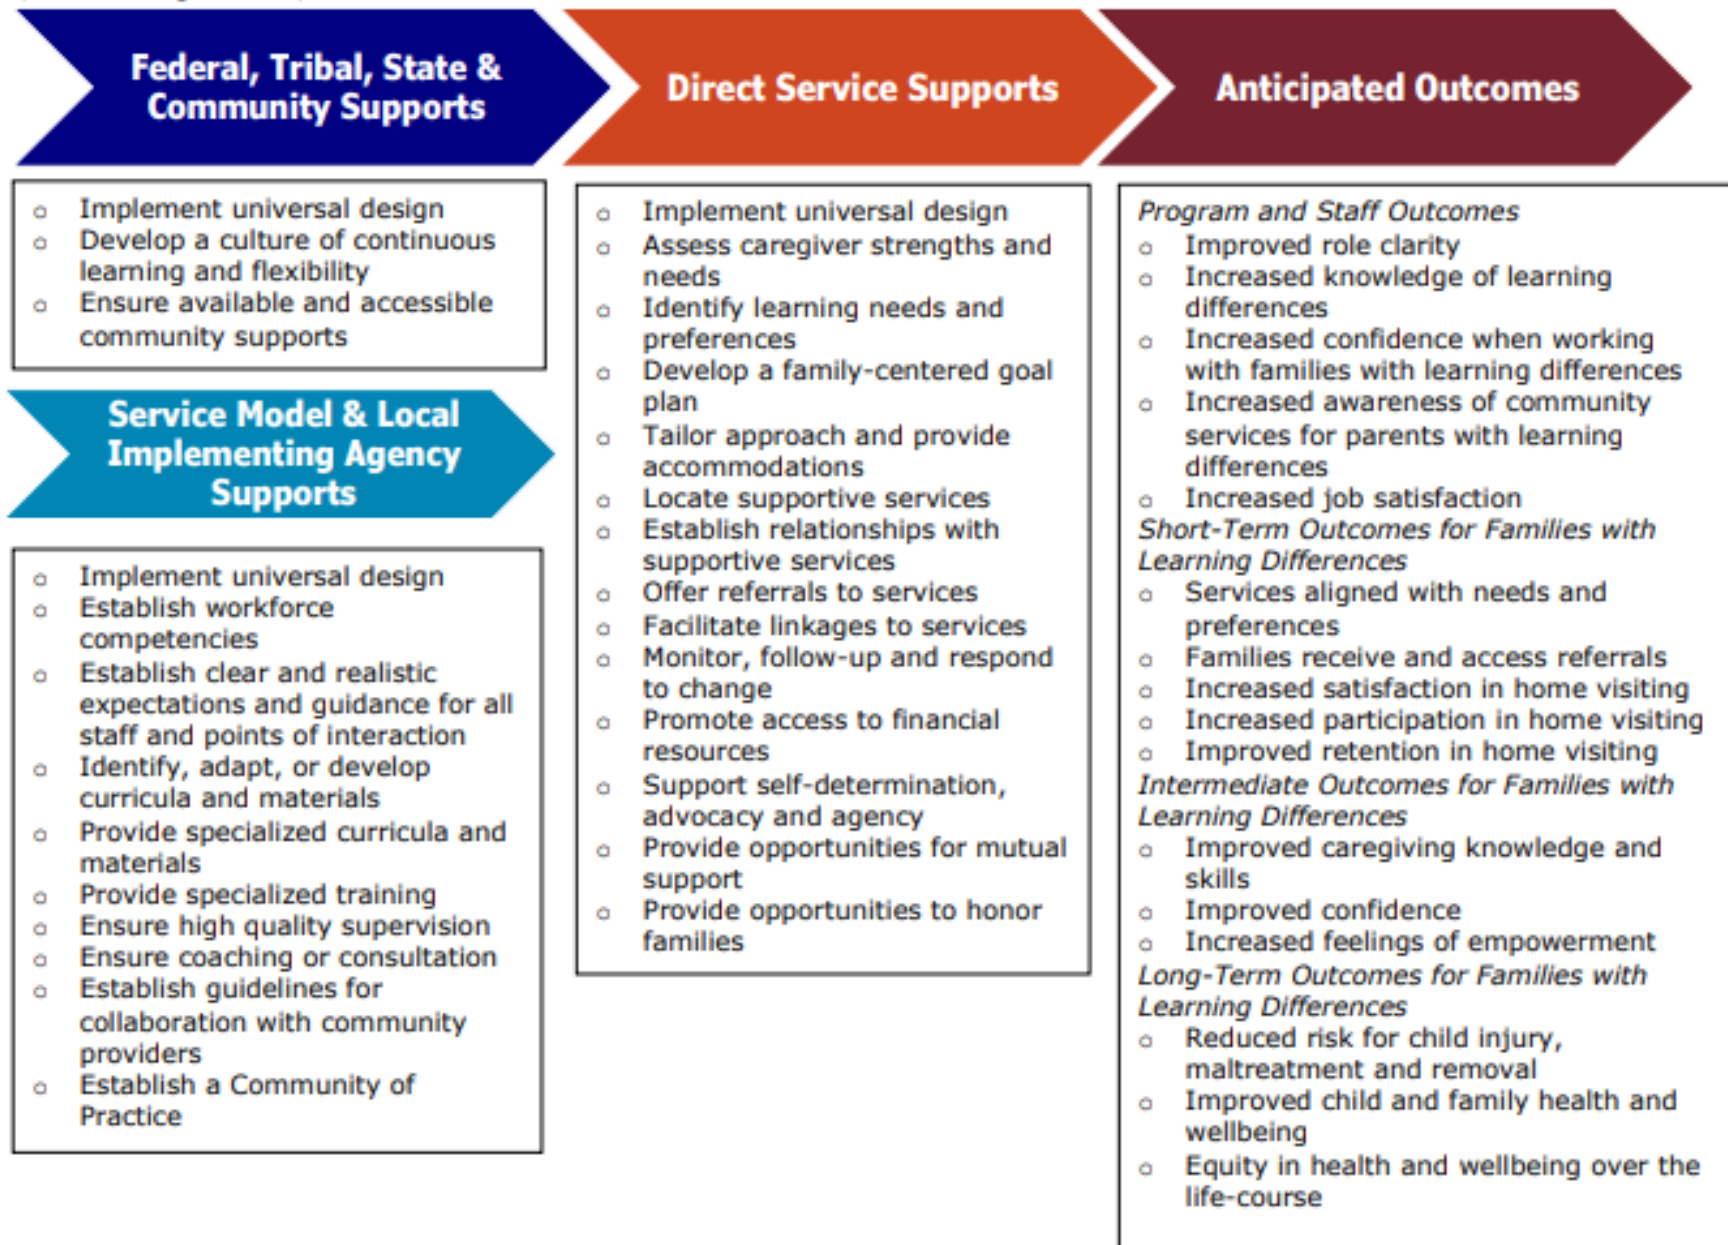 Federal, Tribal, State &
Community Supports
○ Implement universal design
○ Develop a culture of continuous
learning and flexibility
○ Ensure available and accessible
community supports
Service Model & Local
Implementing Agency
Supports
○ Implement universal design
○ Establish workforce
competencies
○ Establish clear and realistic
expectations and guidance for all
staff and points of interaction
○ Identify, adapt, or develop
curricula and materials
○ Provide specialized curricula and
materials
○ Provide specialized training
○ Ensure high quality supervision
○ Ensure coaching or consultation
○ Establish guidelines for
collaboration with community
providers
○ Establish a Community of
Practice
Direct Service Supports
○ Implement universal design
○ Assess caregiver strengths and
needs
○ Identify learning needs and
preferences
○ Develop a family-centered goal
plan
○ Tailor approach and provide
accommodations
○ Locate supportive services
○ Establish relationships with
supportive services
○ Offer referrals to services
○ Facilitate linkages to services
○ Monitor, follow-up and respond
to change
○ Promote access to financial
resources
○ Support self-determination,
advocacy and agency
○ Provide opportunities for mutual
support
○ Provide opportunities to honor
families
Anticipated Outcomes
Program and Staff Outcomes
○ Improved role clarity
○ Increased knowledge of learning
differences
○ Increased confidence when working
with families with learning differences
○ Increased awareness of community
services for parents with learning
differences
○ Increased job satisfaction
Short-Term Outcomes for Families with
Learning Differences
○ Services aligned with needs and
preferences
○ Families receive and access referrals
○ Increased satisfaction in home visiting
○ Increased participation in home visiting
○ Improved retention in home visiting
Intermediate Outcomes for Families with
Learning Differences
○ Improved caregiving knowledge and
skills
○ Improved confidence
○ Increased feelings of empowerment
Long-Term Outcomes for Families with
Learning Differences
○ Reduced risk for child injury,
maltreatment and removal
○ Improved child and family health and
wellbeing
○ Equity in health and wellbeing over the
life-course